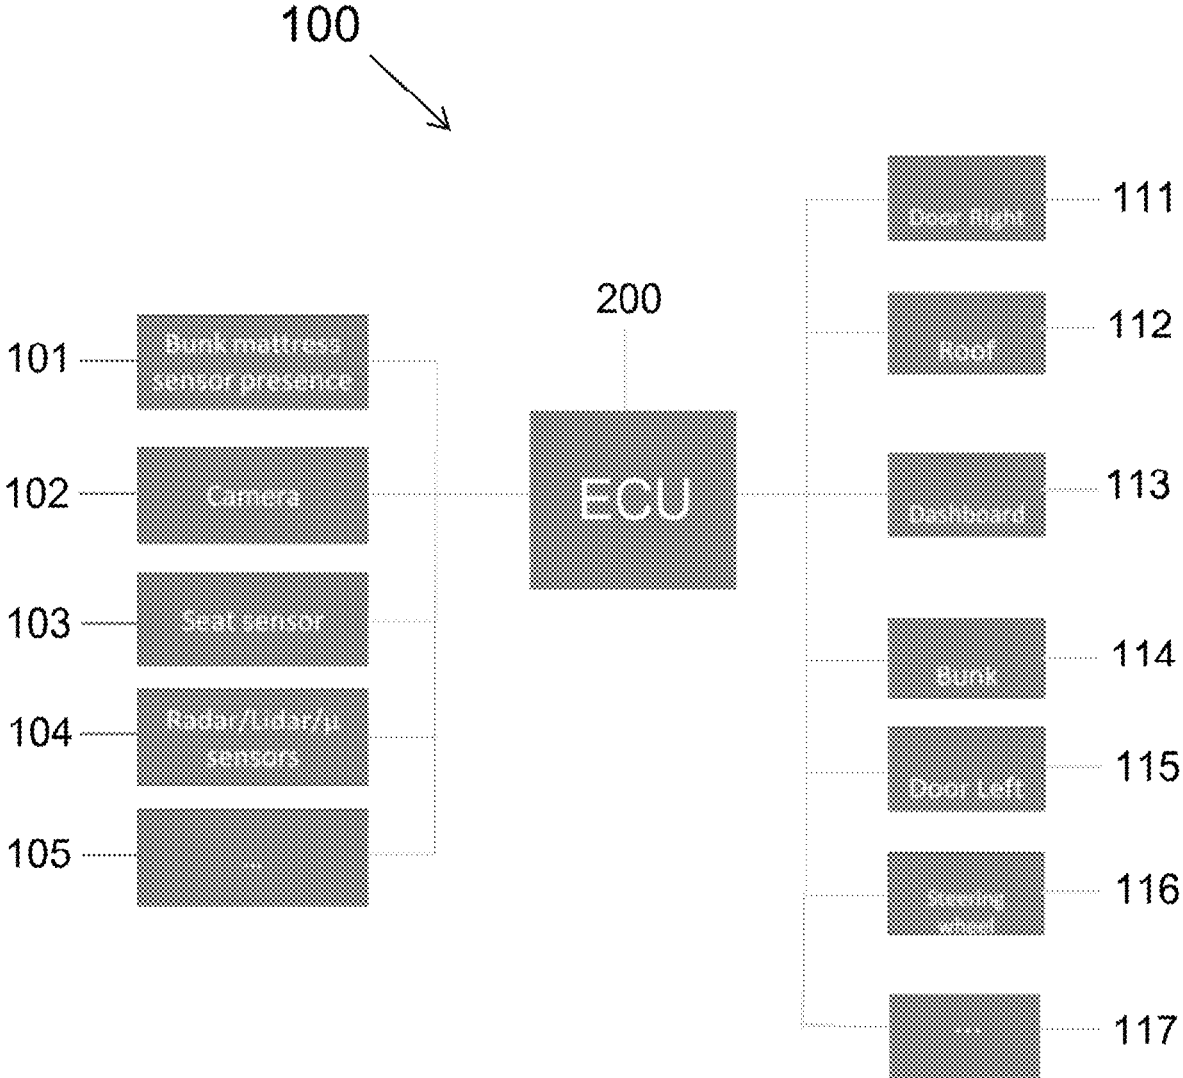 100
111
Door Right
112
Roof
200
101
Bunk mattress
sensor presence
102
Camera
ECU
113
Dashboard
103
Seat sensor
114
Bunk
104
Radar/Lidar/µ
sensors
115
Door Left
105
...
116
Steering
wheel
117
...